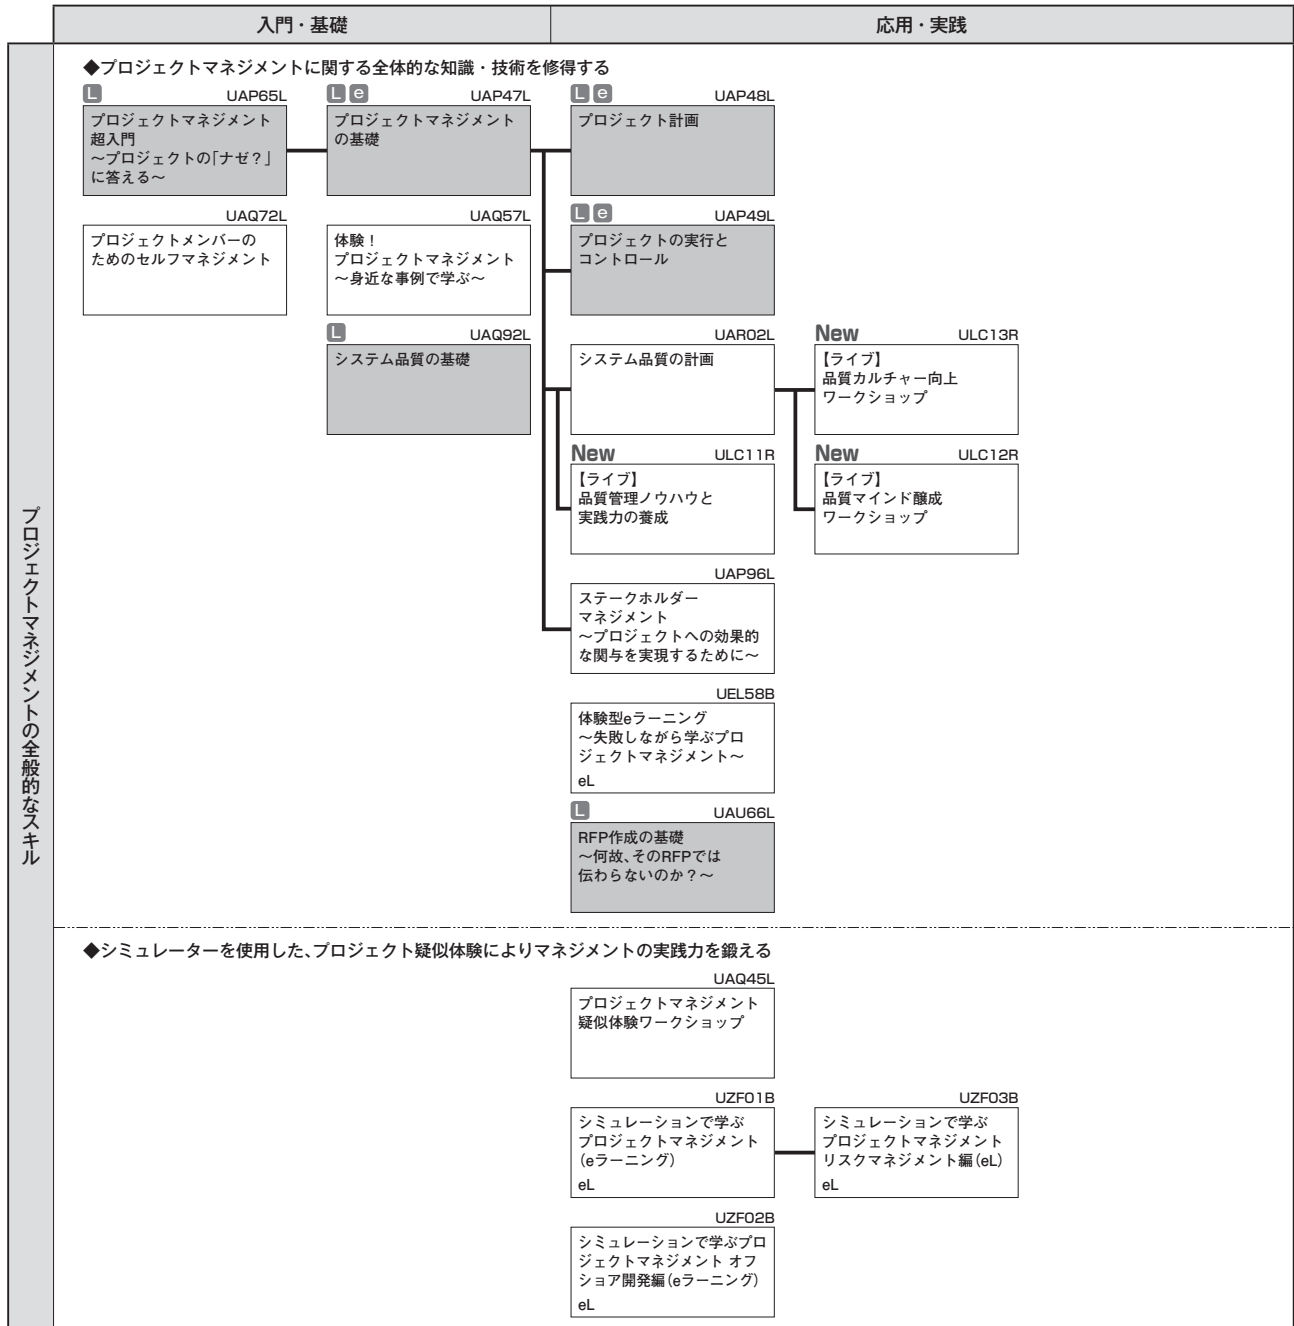 入門・基礎
応用・実践
プロジェクトマネジメントの全般的なスキル
◆プロジェクトマネジメントに関する全体的な知識・技術を修得する
L
UAP65L
プロジェクトマネジメント
超入門
〜プロジェクトの「ナゼ？」
に答える〜
L e
UAP47L
プロジェクトマネジメント
の基礎
L e
UAP48L
プロジェクト計画
UAQ72L
プロジェクトメンバーの
ためのセルフマネジメント
UAQ57L
体験！
プロジェクトマネジメント
〜身近な事例で学ぶ〜
L e
UAP49L
プロジェクトの実行と
コントロール
L
UAQ92L
システム品質の基礎
UAR02L
システム品質の計画
New
ULC13R
【ライブ】
品質カルチャー向上
ワークショップ
New
ULC11R
【ライブ】
品質管理ノウハウと
実践力の養成
New
ULC12R
【ライブ】
品質マインド醸成
ワークショップ
UAP96L
ステークホルダー
マネジメント
〜プロジェクトへの効果的
な関与を実現するために〜
UEL58B
体験型eラーニング
〜失敗しながら学ぶプロ
ジェクトマネジメント〜
eL
L
UAU66L
RFP作成の基礎
〜何故、そのRFPでは
伝わらないのか？〜
◆シミュレーターを使用した、プロジェクト疑似体験によりマネジメントの実践力を鍛える
UAQ45L
プロジェクトマネジメント
疑似体験ワークショップ
UZF01B
シミュレーションで学ぶ
プロジェクトマネジメント
（eラーニング）
eL
UZF03B
シミュレーションで学ぶ
プロジェクトマネジメント
リスクマネジメント編（eL）
eL
UZF02B
シミュレーションで学ぶプロ
ジェクトマネジメント オフ
ショア開発編（eラーニング）
eL